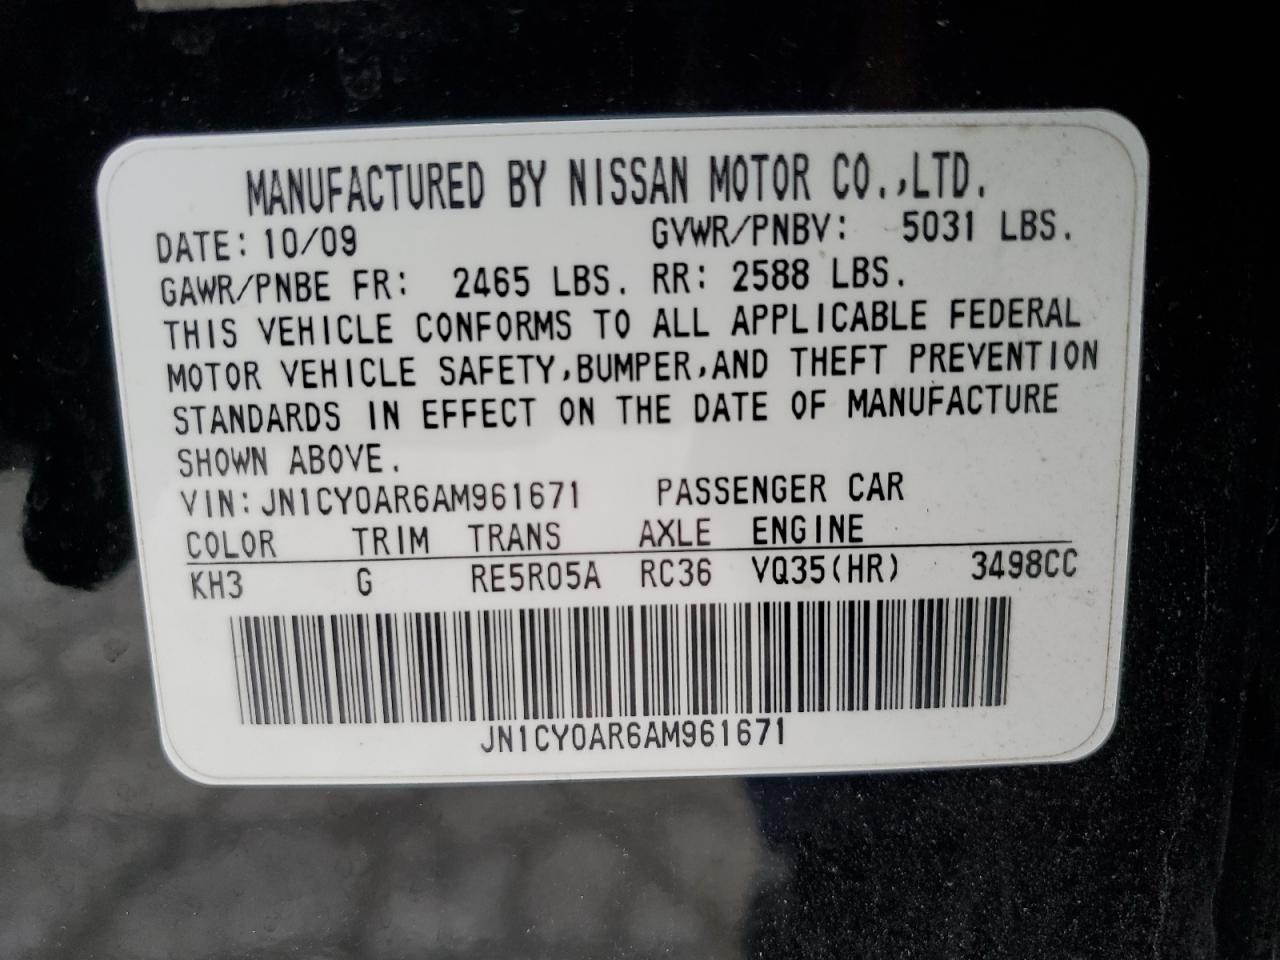 MANUFACTURED BY NISSAN MOTOR CO.,LTD.
DATE: 10/09 GVWR/PNBV: 5031 LBS.
GAWR/PNBE FR: 2465 LBS. RR: 2588 LBS.
THIS VEHICLE CONFORMS TO ALL APPLICABLE FEDERAL
MOTOR VEHICLE SAFETY,BUMPER,AND THEFT PREVENTION
STANDARDS IN EFFECT ON THE DATE OF MANUFACTURE
SHOWN ABOVE.
VIN:JN1CY0AR6AM961671 PASSENGER CAR
COLOR TRIM TRANS AXLE ENGINE
KH3 G RE5R05A RC36 VQ35(HR) 3498CC
JN1CY0AR6AM961671